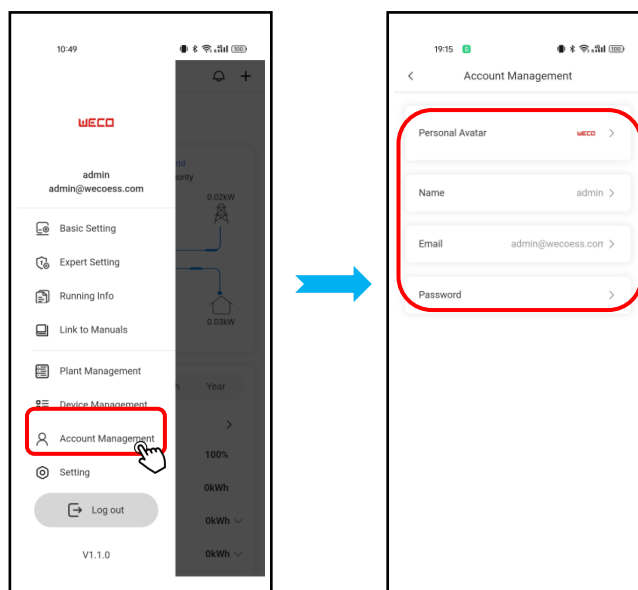 10:49
100
WECO
admin
admin@wecoess.com
Basic Setting
Expert Setting
Running Info
Link to Manuals
Plant Management
Device Management
Account Management
Setting
Log out
V1.1.0
0.02kW
0.03kW
Year
100%
0kWh
0kWh
0kWh
19:15
100
Account Management
Personal Avatar
WECO
Name
admin
Email
admin@wecoess.com
Password